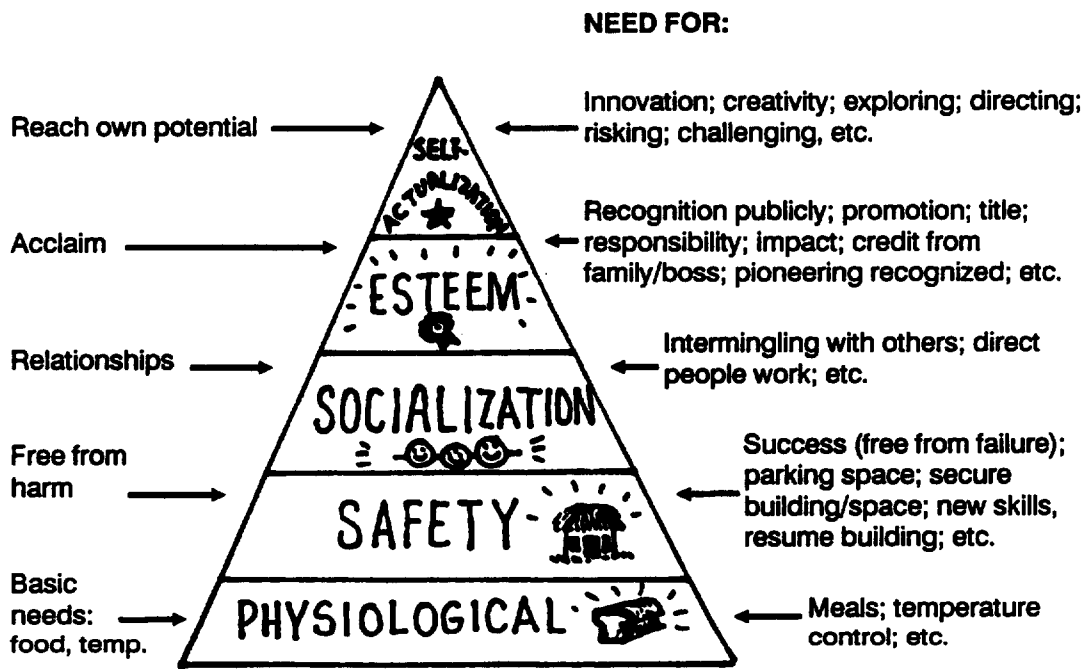 NEED FOR:
Reach own potential
SELF-
ACTUALIZATION
Innovation; creativity; exploring; directing;
risking; challenging, etc.
Acclaim
ESTEEM
Recognition publicly; promotion; title;
responsibility; impact; credit from
family/boss; pioneering recognized; etc.
Relationships
SOCIALIZATION
Intermingling with others; direct
people work; etc.
Free from
harm
SAFETY
Success (free from failure);
parking space; secure
building/space; new skills,
resume building; etc.
Basic
needs:
food, temp.
PHYSIOLOGICAL
Meals; temperature
control; etc.